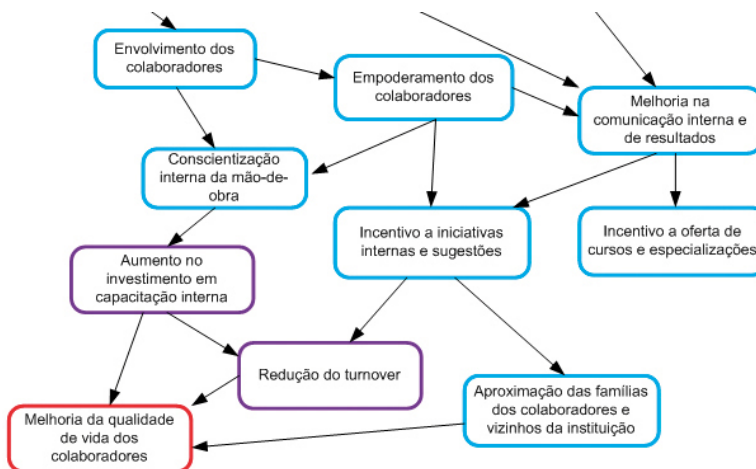 Envolvimento dos
colaboradores
Empoderamento dos
colaboradores
Melhoria na
comunicação interna e
de resultados
Conscientização
interna da mão-de-
obra
Incentivo a iniciativas
internas e sugestões
Incentivo a oferta de
cursos e especializações
Aumento no
investimento em
capacitação interna
Redução do turnover
Aproximação das famílias
dos colaboradores e
vizinhos da instituição
Melhoria da qualidade
de vida dos
colaboradores